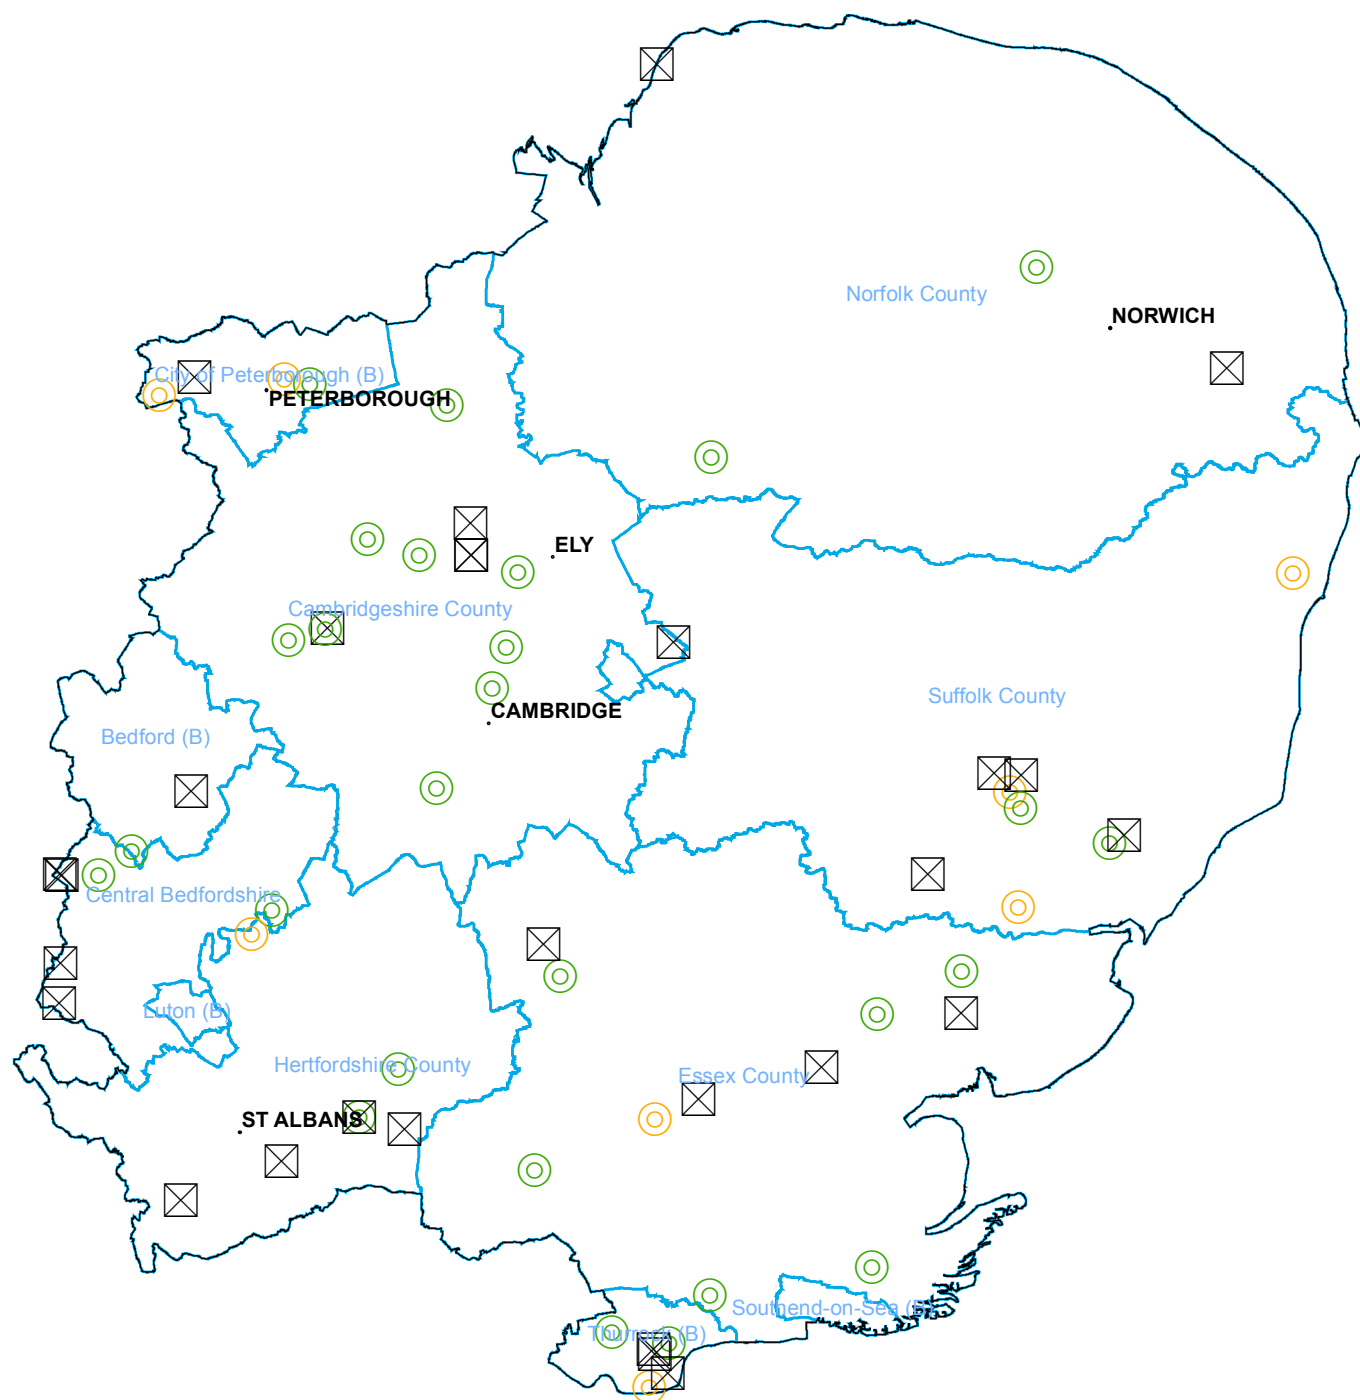 Norfolk County
NORWICH
City of Peterborough (B)
PETERBOROUGH
ELY
Cambridgeshire County
Suffolk County
CAMBRIDGE
Bedford (B)
Central Bedfordshire
Luton (B)
Hertfordshire County
Essex County
ST ALBANS
Southend-on-Sea (B)
Thurrock (B)